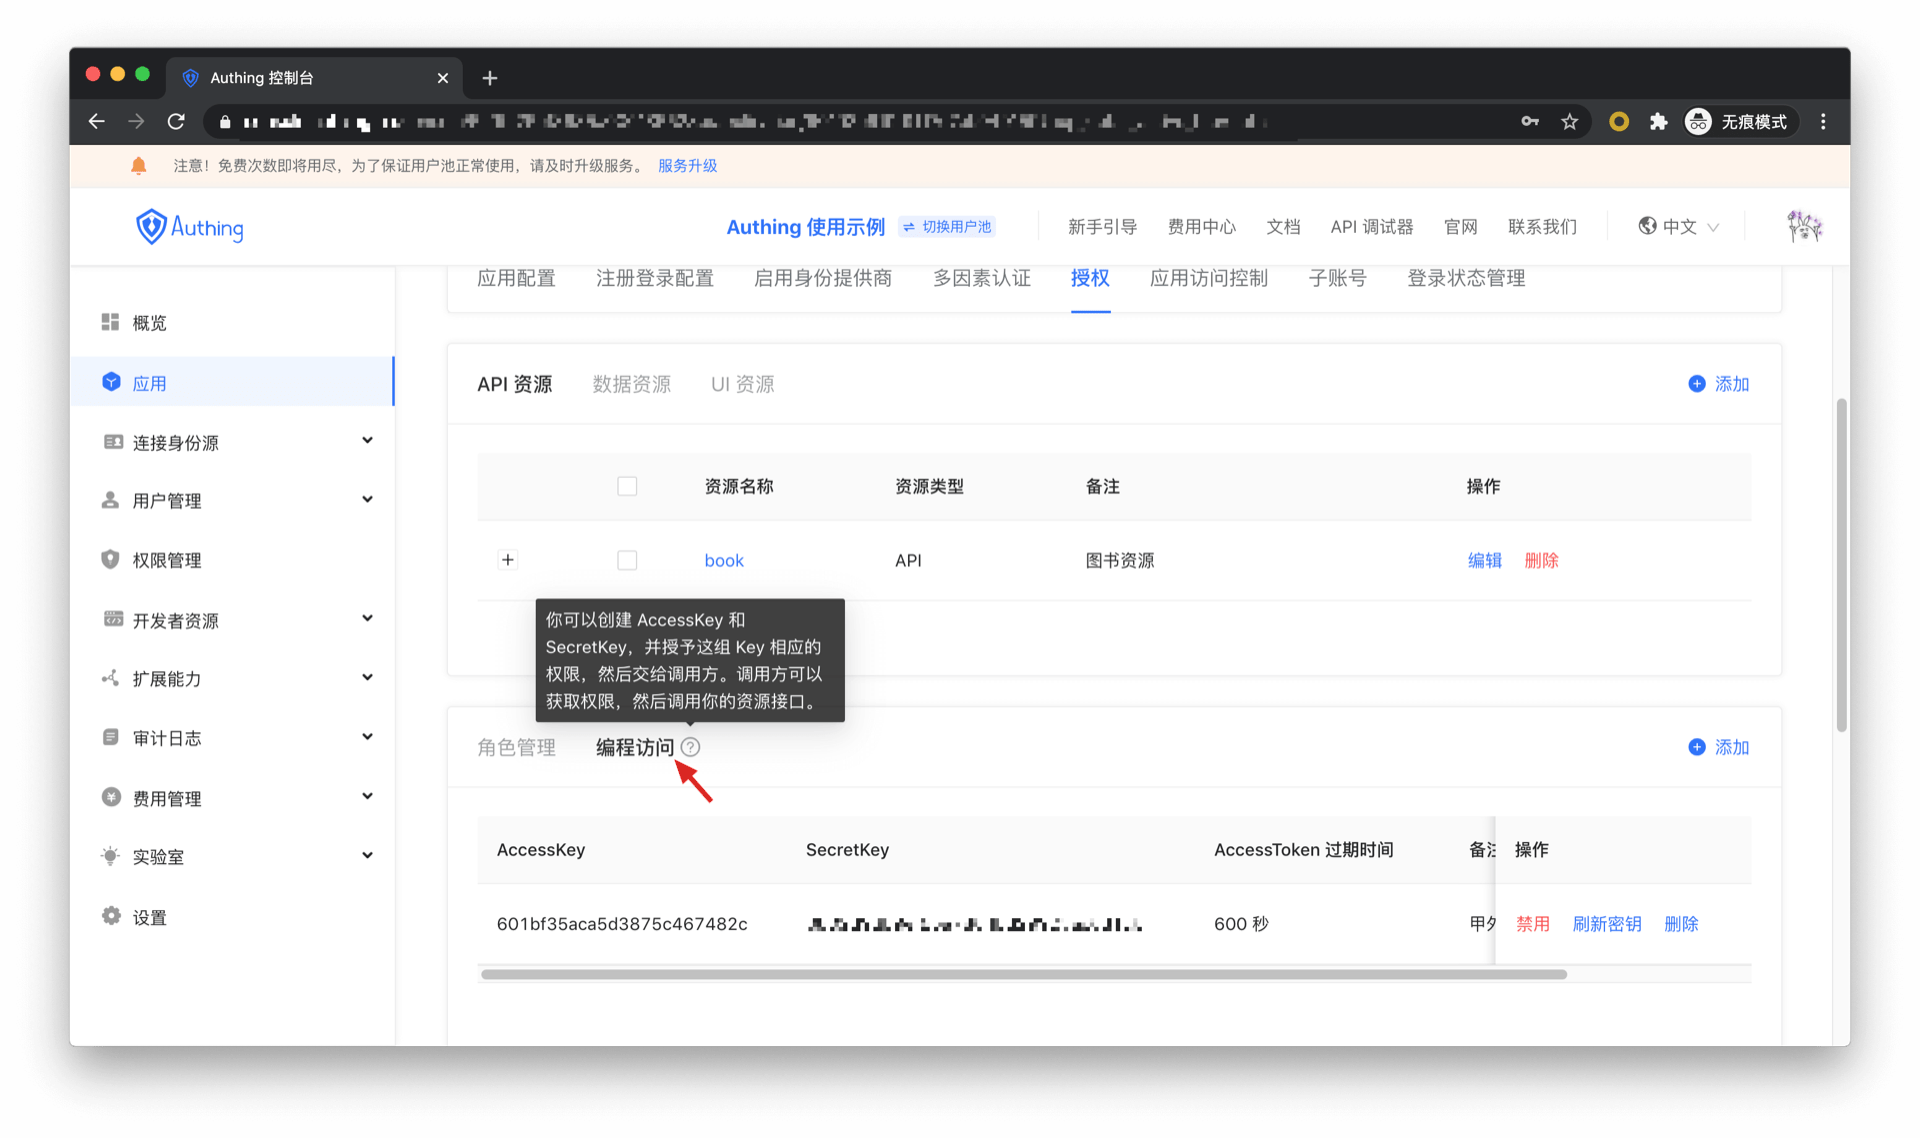 Authing 控制台
无痕模式
注意！免费次数即将用尽，为了保证用户池正常使用，请及时升级服务。 服务升级
Authing
Authing 使用示例
切换用户池
新手引导
费用中心
文档
API 调试器
官网
联系我们
中文
应用配置
注册登录配置
启用身份提供商
多因素认证
授权
应用访问控制
子账号
登录状态管理
概览
应用
连接身份源
用户管理
权限管理
开发者资源
扩展能力
审计日志
费用管理
实验室
设置
API 资源
数据资源
UI 资源
添加
资源名称
资源类型
备注
操作
book
API
图书资源
编辑
删除
你可以创建 AccessKey 和
SecretKey，并授予这组 Key 相应的
权限，然后交给调用方。调用方可以
获取权限，然后调用你的资源接口。
角色管理
编程访问
添加
AccessKey
SecretKey
AccessToken 过期时间
备注
操作
601bf35aca5d3875c467482c
600 秒
甲
禁用
刷新密钥
删除